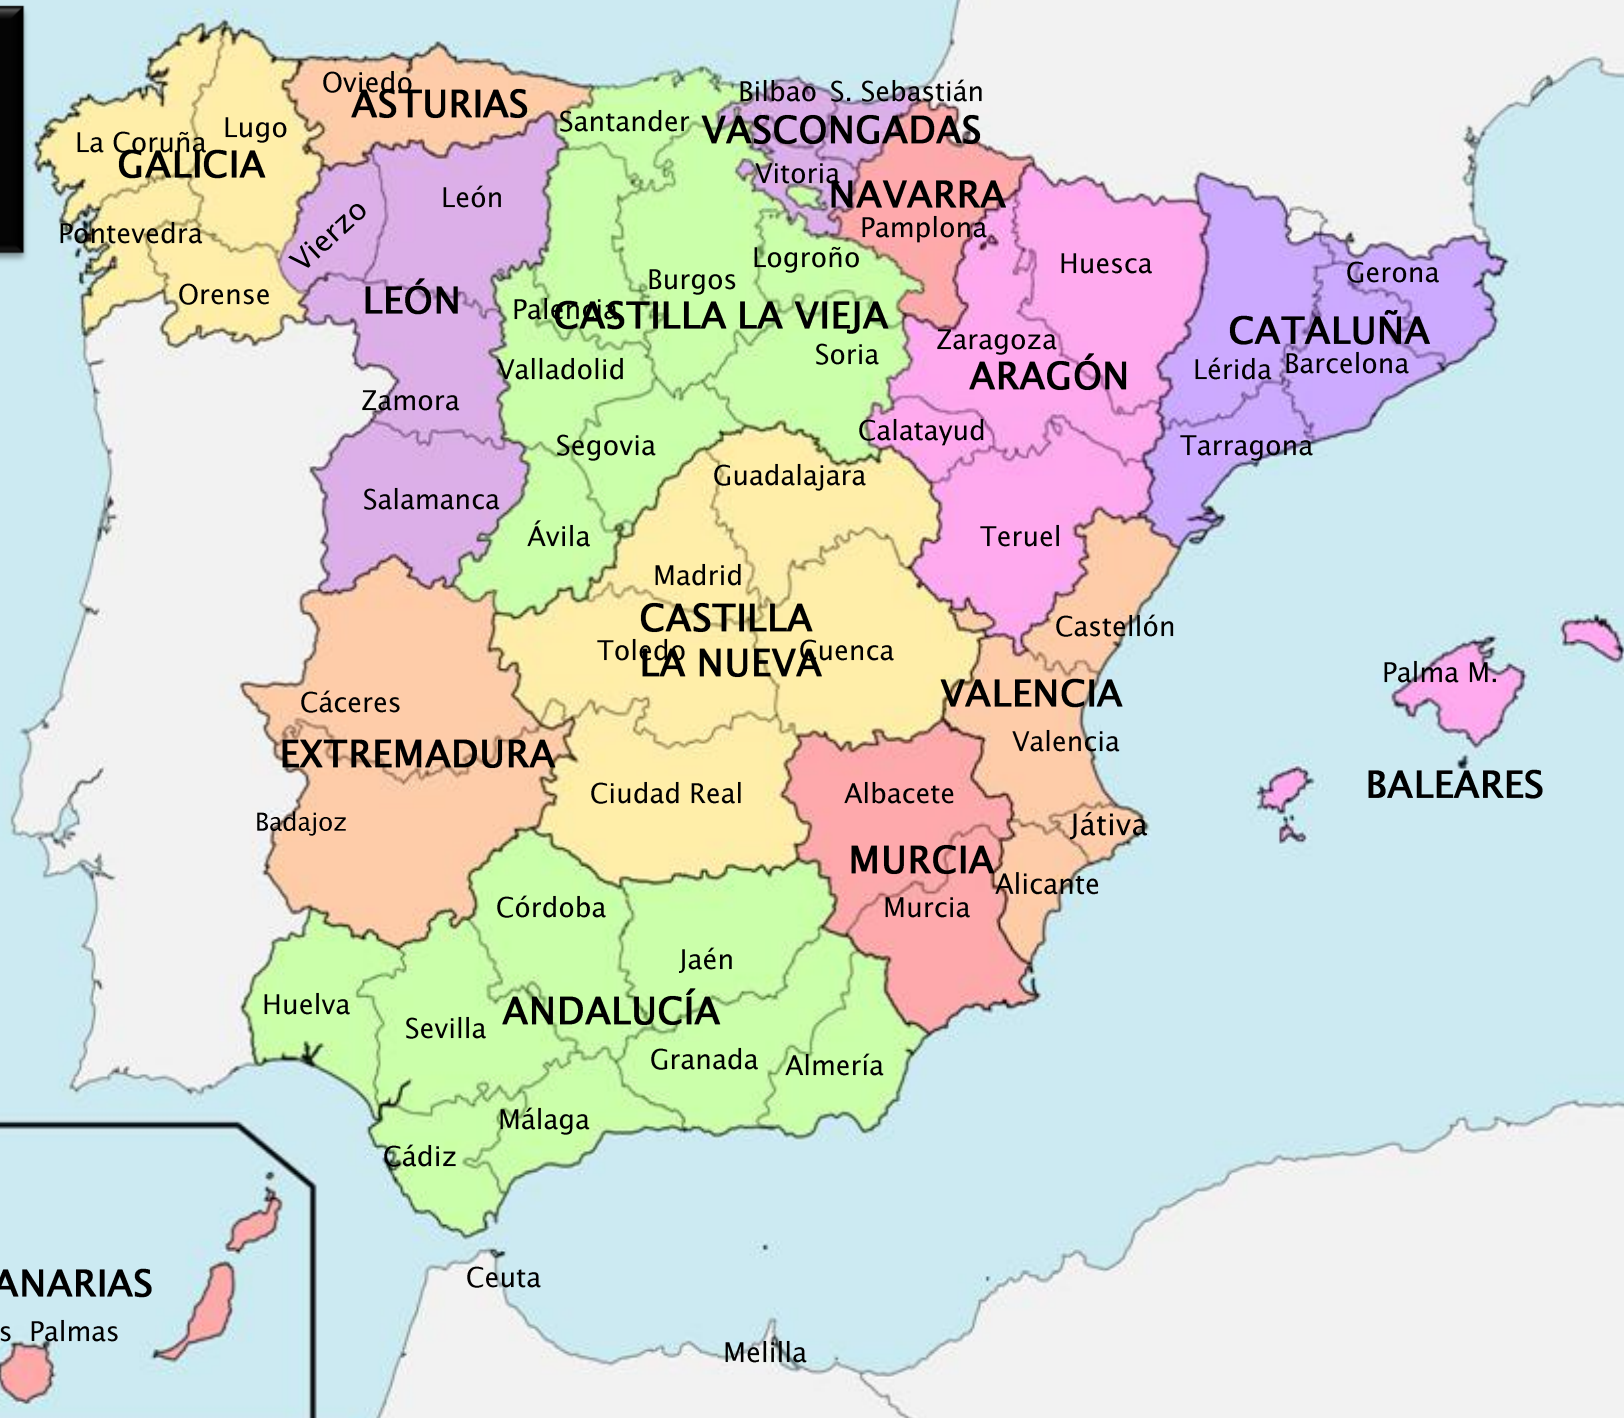 Oviedo
ASTURIAS
Bilbao
S. Sebastián
Santander
VASCONGADAS
La Coruña
Lugo
GALICIA
Vitoria
NAVARRA
León
Pamplona
Pontevedra
Vierzo
Logroño
Huesca
Gerona
Orense
LEÓN
Burgos
Palencia
CASTILLA LA VIEJA
CATALUÑA
Zaragoza
Soria
Valladolid
ARAGÓN
Lérida
Barcelona
Zamora
Calatayud
Segovia
Tarragona
Guadalajara
Salamanca
Ávila
Teruel
Madrid
CASTILLA
LA NUEVA
Toledo
Cuenca
Castellón
Palma M.
Cáceres
VALENCIA
Valencia
EXTREMADURA
BALEARES
Ciudad Real
Albacete
Badajoz
Játiva
MURCIA
Alicante
Murcia
Córdoba
Jaén
Huelva
Sevilla
ANDALUCÍA
Granada
Almería
Málaga
Cádiz
Ceuta
ANARIAS
s Palmas
Melilla